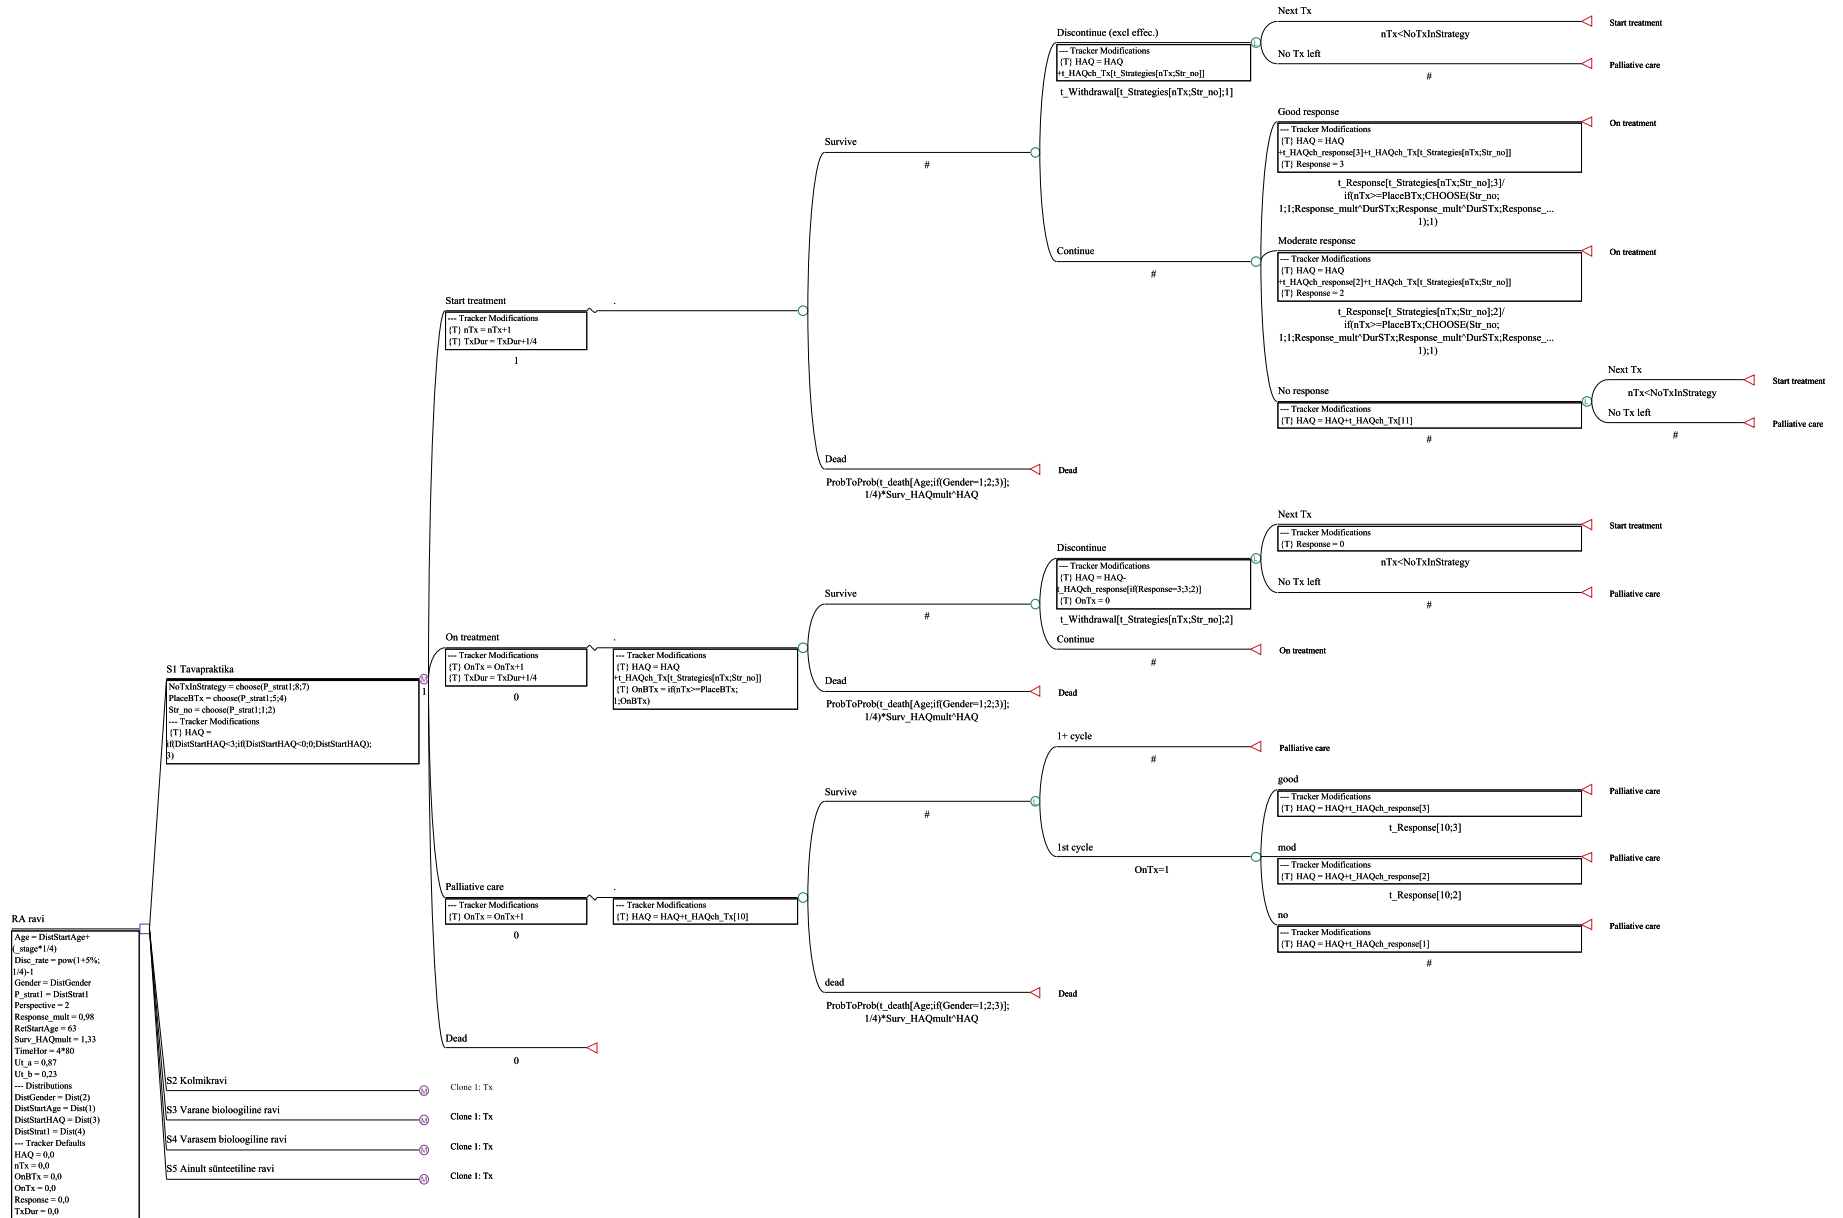 RA ravi
Age = DistStartAge+
(_stage*1/4)
Disc_rate = pow(1+5%;
1/4)-1
Gender = DistGender
P_strat1 = DistStrat1
Perspective = 2
Response_mult = 0,98
RetStartAge = 63
Surv_HAQmult = 1,33
TimeHor = 4*80
Ut_a = 0,87
Ut_b = 0,23
--- Distributions
DistGender = Dist(2)
DistStartAge = Dist(1)
DistStartHAQ = Dist(3)
DistStrat1 = Dist(4)
--- Tracker Defaults
HAQ = 0,0
nTx = 0,0
OnBTx = 0,0
OnTx = 0,0
Response = 0,0
TxDur = 0,0
S1 Tavapraktika
NoTxInStrategy = choose(P_strat1;8;7)
PlaceBTx = choose(P_strat1;5;4)
Str_no = choose(P_strat1;1;2)
--- Tracker Modifications
{T} HAQ =
if(DistStartHAQ<3;if(DistStartHAQ<0;0;DistStartHAQ);
3)
M
1
Start treatment
--- Tracker Modifications
{T} nTx = nTx+1
{T} TxDur = TxDur+1/4
1
.
Survive
#
Discontinue (excl effec.)
--- Tracker Modifications
{T} HAQ = HAQ
+t_HAQch_Tx[t_Strategies[nTx;Str_no]]
t_Withdrawal[t_Strategies[nTx;Str_no];1]
L
Next Tx
nTx<NoTxInStrategy
Start treatment
No Tx left
#
Palliative care
Continue
#
Good response
--- Tracker Modifications
{T} HAQ = HAQ
+t_HAQch_response[3]+t_HAQch_Tx[t_Strategies[nTx;Str_no]]
{T} Response = 3
t_Response[t_Strategies[nTx;Str_no];3]/
if(nTx>=PlaceBTx;CHOOSE(Str_no;
1;1;Response_mult^DurSTx;Response_mult^DurSTx;Response_...
1);1)
On treatment
Moderate response
--- Tracker Modifications
{T} HAQ = HAQ
+t_HAQch_response[2]+t_HAQch_Tx[t_Strategies[nTx;Str_no]]
{T} Response = 2
t_Response[t_Strategies[nTx;Str_no];2]/
if(nTx>=PlaceBTx;CHOOSE(Str_no;
1;1;Response_mult^DurSTx;Response_mult^DurSTx;Response_...
1);1)
On treatment
No response
--- Tracker Modifications
{T} HAQ = HAQ+t_HAQch_Tx[11]
#
L
Next Tx
nTx<NoTxInStrategy
Start treatment
No Tx left
#
Palliative care
Dead
ProbToProb(t_death[Age;if(Gender=1;2;3)];
1/4)*Surv_HAQmult^HAQ
Dead
On treatment
--- Tracker Modifications
{T} OnTx = OnTx+1
{T} TxDur = TxDur+1/4
0
.
--- Tracker Modifications
{T} HAQ = HAQ
+t_HAQch_Tx[t_Strategies[nTx;Str_no]]
{T} OnBTx = if(nTx>=PlaceBTx;
1;OnBTx)
Survive
#
Discontinue
--- Tracker Modifications
{T} HAQ = HAQ-
t_HAQch_response[if(Response=3;3;2)]
{T} OnTx = 0
t_Withdrawal[t_Strategies[nTx;Str_no];2]
L
Next Tx
--- Tracker Modifications
{T} Response = 0
nTx<NoTxInStrategy
Start treatment
No Tx left
#
Palliative care
Continue
#
On treatment
Dead
ProbToProb(t_death[Age;if(Gender=1;2;3)];
1/4)*Surv_HAQmult^HAQ
Dead
Palliative care
--- Tracker Modifications
{T} OnTx = OnTx+1
0
.
--- Tracker Modifications
{T} HAQ = HAQ+t_HAQch_Tx[10]
Survive
#
L
1+ cycle
#
Palliative care
1st cycle
OnTx=1
good
--- Tracker Modifications
{T} HAQ = HAQ+t_HAQch_response[3]
t_Response[10;3]
Palliative care
mod
--- Tracker Modifications
{T} HAQ = HAQ+t_HAQch_response[2]
t_Response[10;2]
Palliative care
no
--- Tracker Modifications
{T} HAQ = HAQ+t_HAQch_response[1]
#
Palliative care
dead
ProbToProb(t_death[Age;if(Gender=1;2;3)];
1/4)*Surv_HAQmult^HAQ
Dead
Dead
0
S2 Kolmikravi
M
Clone 1: Tx
S3 Varane bioloogiline ravi
M
Clone 1: Tx
S4 Varasem bioloogiline ravi
M
Clone 1: Tx
S5 Ainult sünteetiline ravi
M
Clone 1: Tx